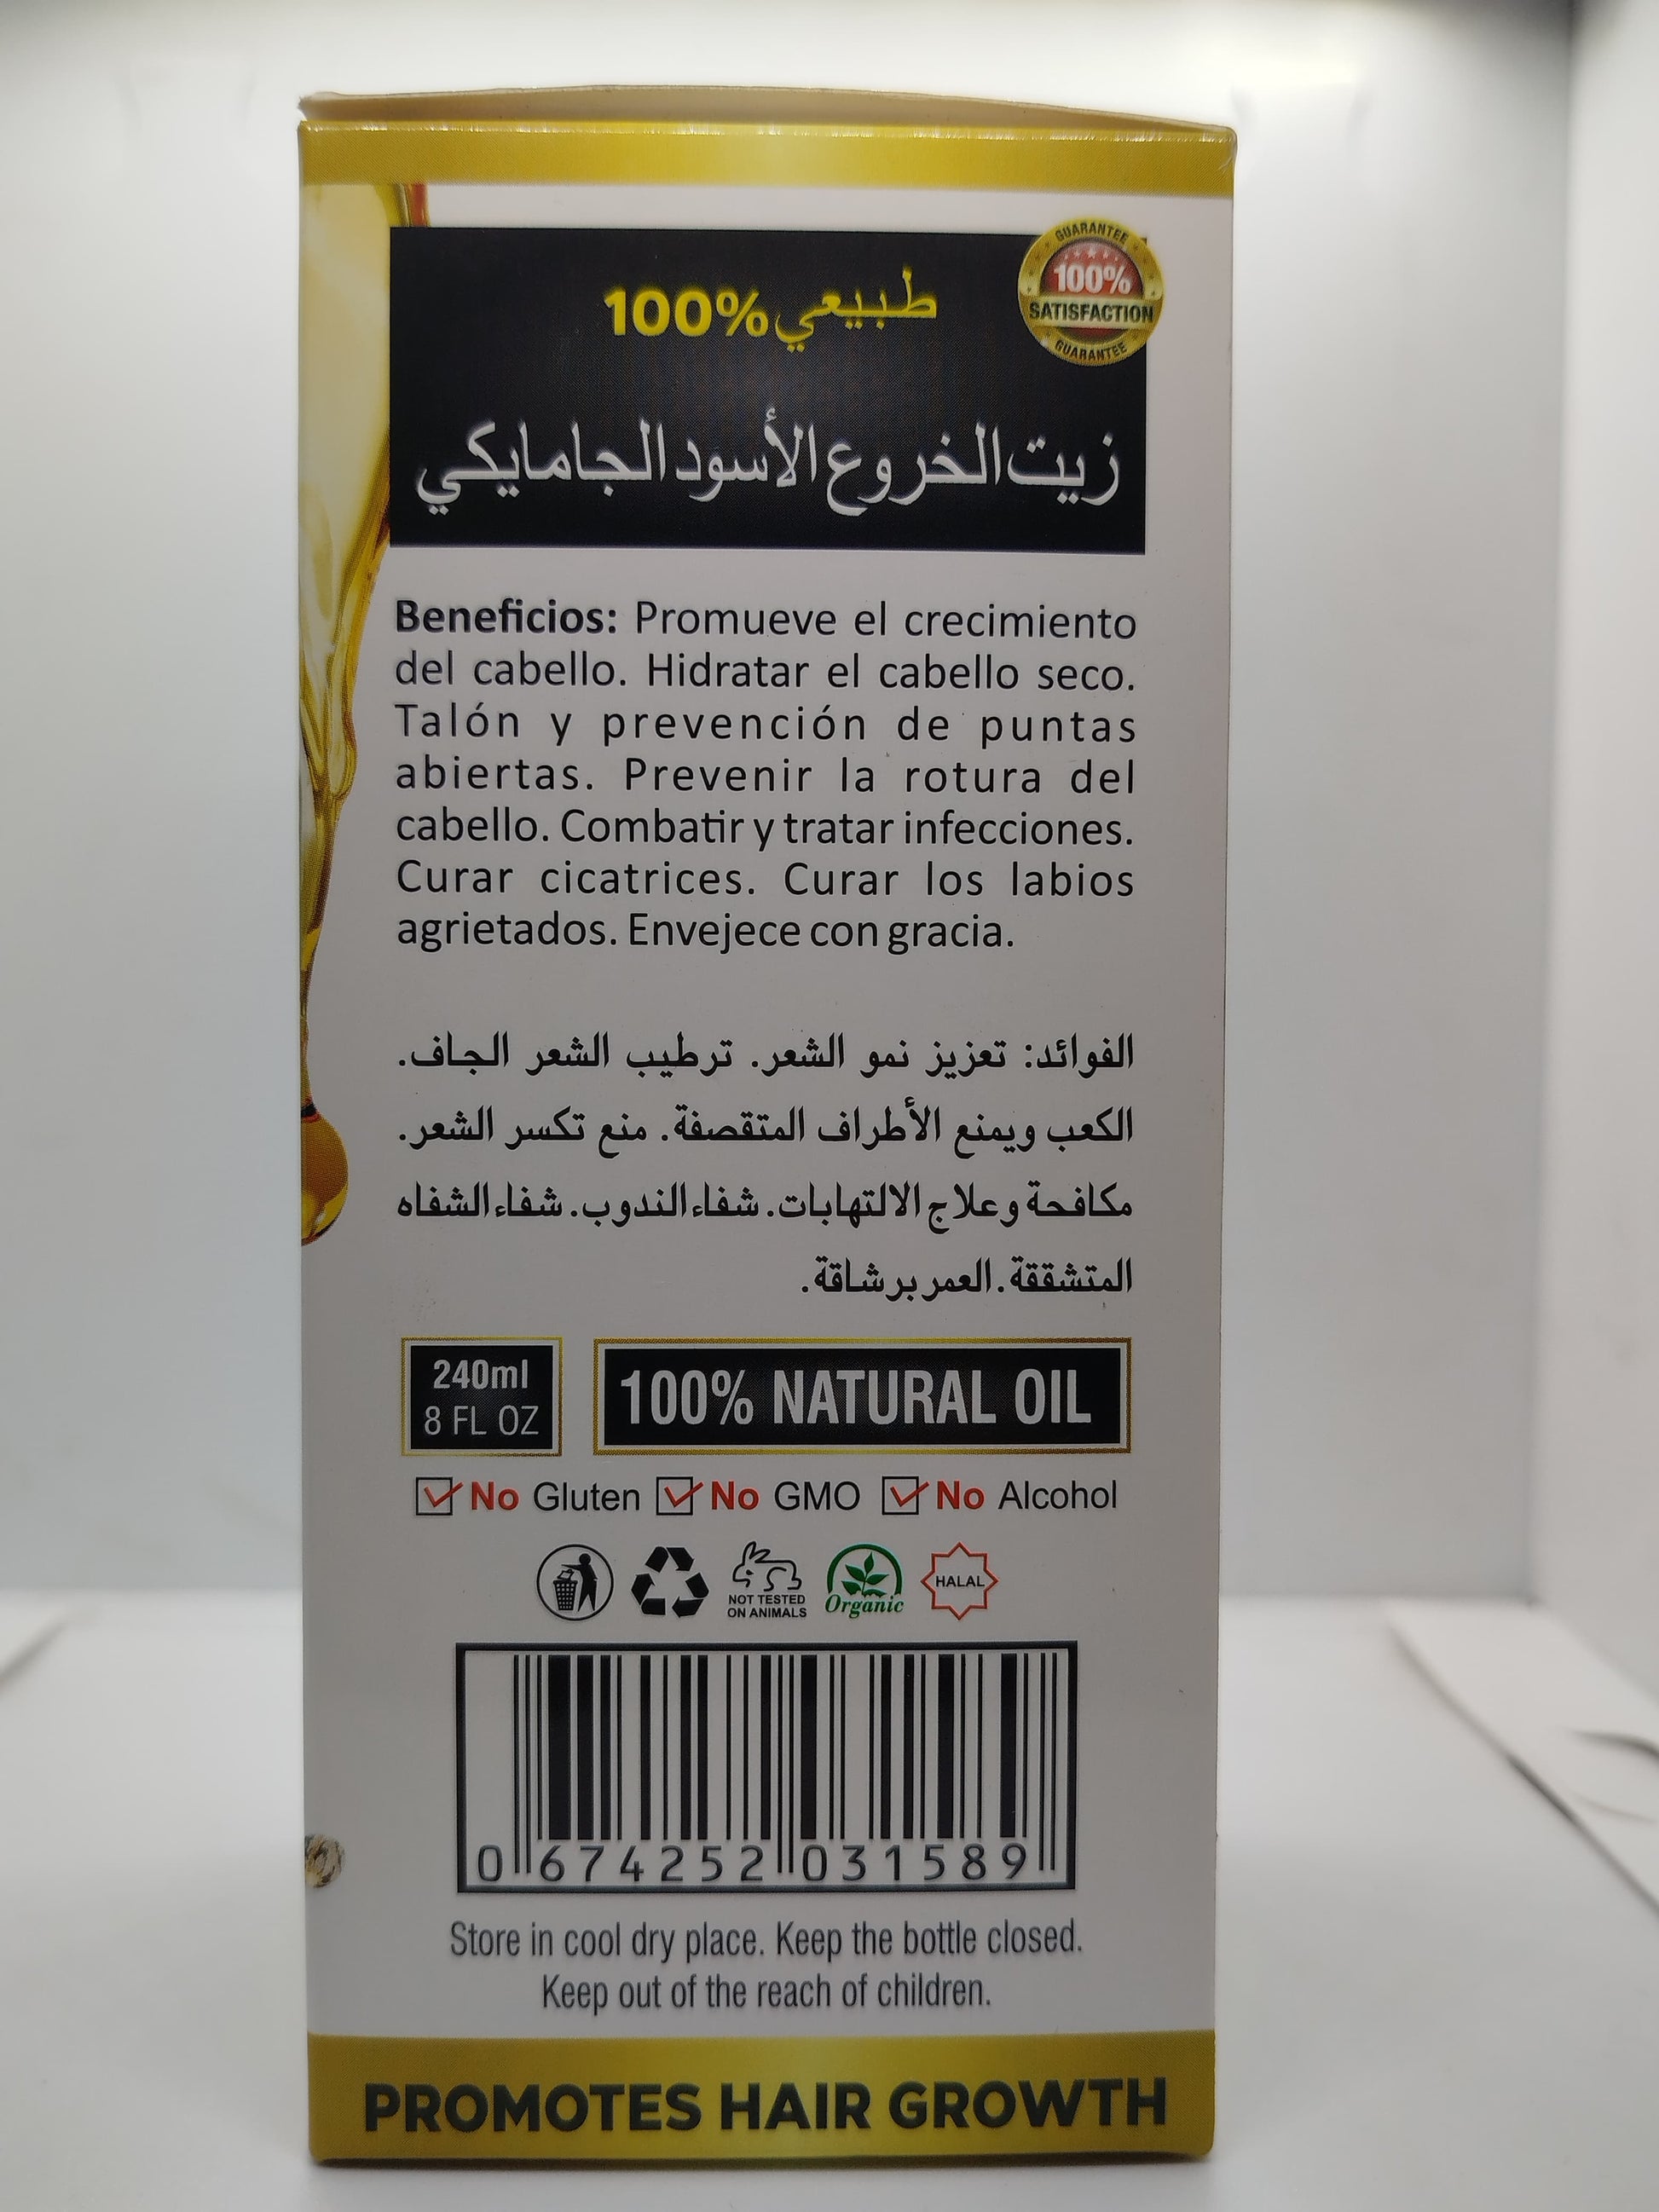 طبيعي 100%
GUARANTEE
100%
SATISFACTION
GUARANTEE
زيت الخروع الأسود الجامايكي
Beneficios: Promueve el crecimiento
del cabello. Hidratar el cabello seco.
Talón y prevención de puntas
abiertas. Prevenir la rotura del
cabello. Combatir y tratar infecciones.
Curar cicatrices. Curar los labios
agrietados. Envejece con gracia.
الفوائد: تعزيز نمو الشعر. ترطيب الشعر الجاف.
الكعب ويمنع الأطراف المتقصفة. منع تكسر الشعر.
مكافحة وعلاج الالتهابات. شفاء الندوب. شفاء الشفاه
المتشققة. العمر برشاقة.
240ml
8 FL OZ
100% NATURAL OIL
No Gluten No GMO No Alcohol
NOT TESTED
ON ANIMALS
Organic
HALAL
0 674252 031589
Store in cool dry place. Keep the bottle closed.
Keep out of the reach of children.
PROMOTES HAIR GROWTH